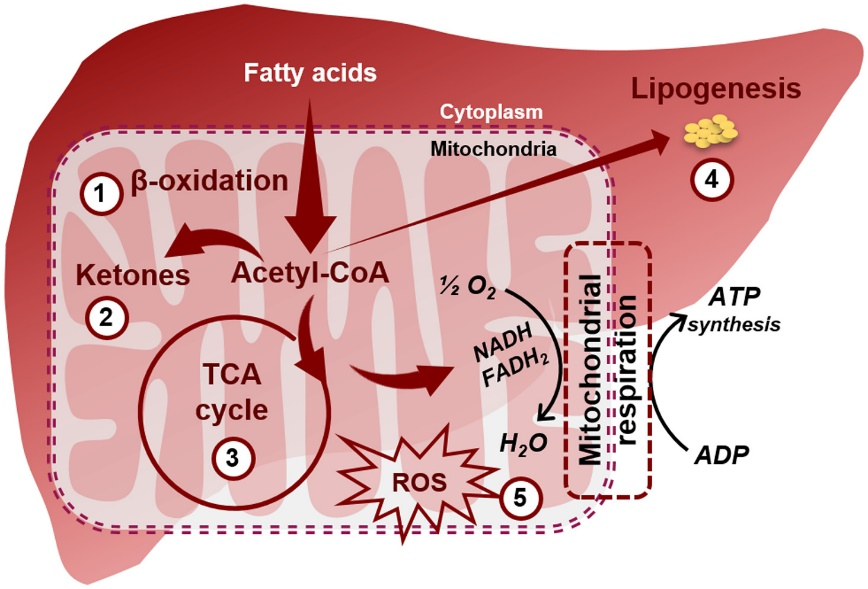 Fatty acids
Cytoplasm
Mitochondria
Lipogenesis
4
1
β-oxidation
Ketones
2
Acetyl-CoA
½ O₂
NADH
FADH₂
H₂O
Mitochondrial
respiration
ATP
synthesis
ADP
TCA
cycle
3
ROS
5